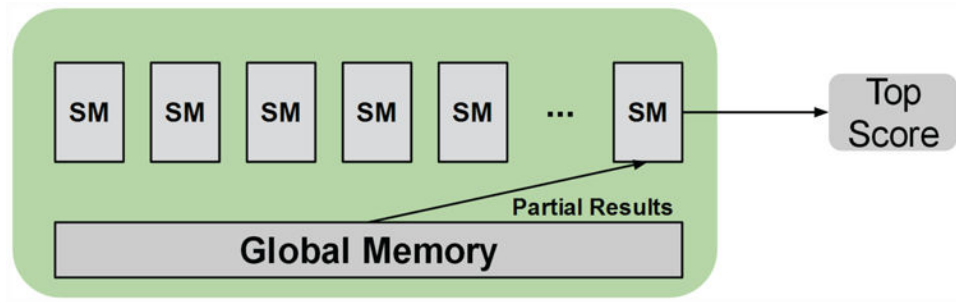 SM SM SM SM SM ... SM
Top
Score
Partial Results
Global Memory